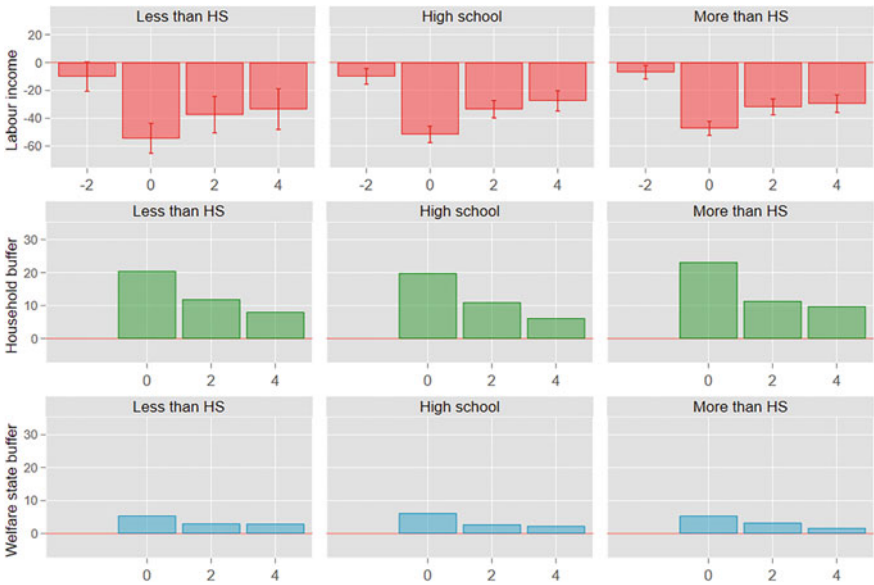 Less than HS High school More than HS
Labour income
20
0
-20
-40
-60
-2 0 2 4 -2 0 2 4 -2 0 2 4
Less than HS High school More than HS
Household buffer
30
20
10
0
0 2 4 0 2 4 0 2 4
Less than HS High school More than HS
Welfare state buffer
30
20
10
0
0 2 4 0 2 4 0 2 4